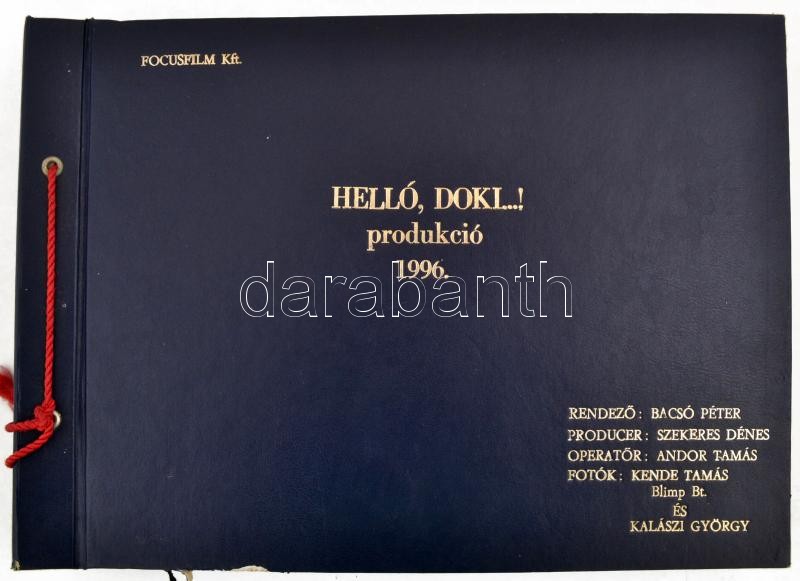 FOCUSFILM Kft.
HELLÓ, DOKI...!
produkció
1996.
darabanth
RENDEZŐ: BACSÓ PÉTER
PRODUCER: SZEKERES DÉNES
OPERATŐR: ANDOR TAMÁS
FOTÓK: KENDE TAMÁS
Blimp Bt.
ÉS
KALÁSZI GYÖRGY